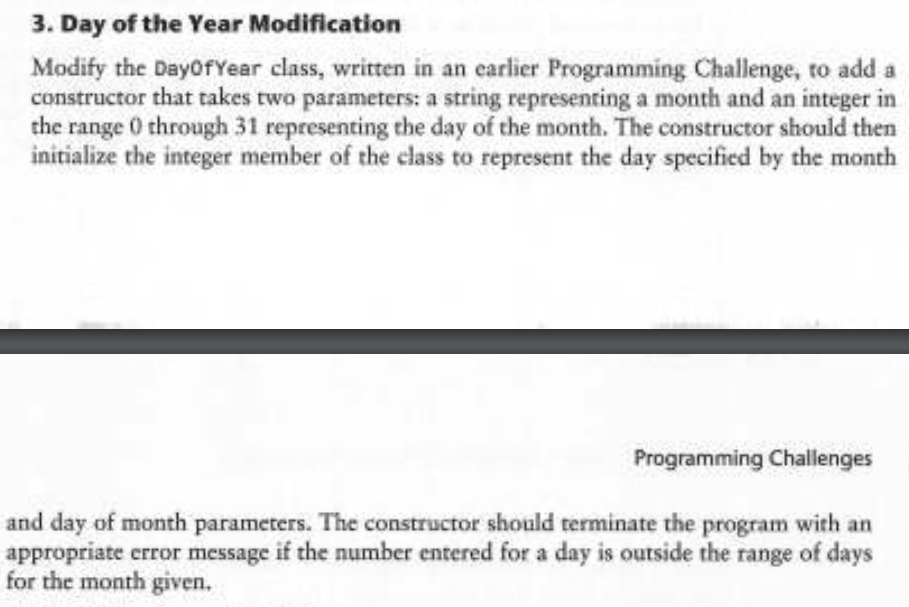 3. Day of the Year Modification
Modify the DayOfYear class, written in an earlier Programming Challenge, to add a
constructor that takes two parameters: a string representing a month and an integer in
the range 0 through 31 representing the day of the month. The constructor should then
initialize the integer member of the class to represent the day specified by the month
Programming Challenges
and day of month parameters. The constructor should terminate the program with an
appropriate error message if the number entered for a day is outside the range of days
for the month given.